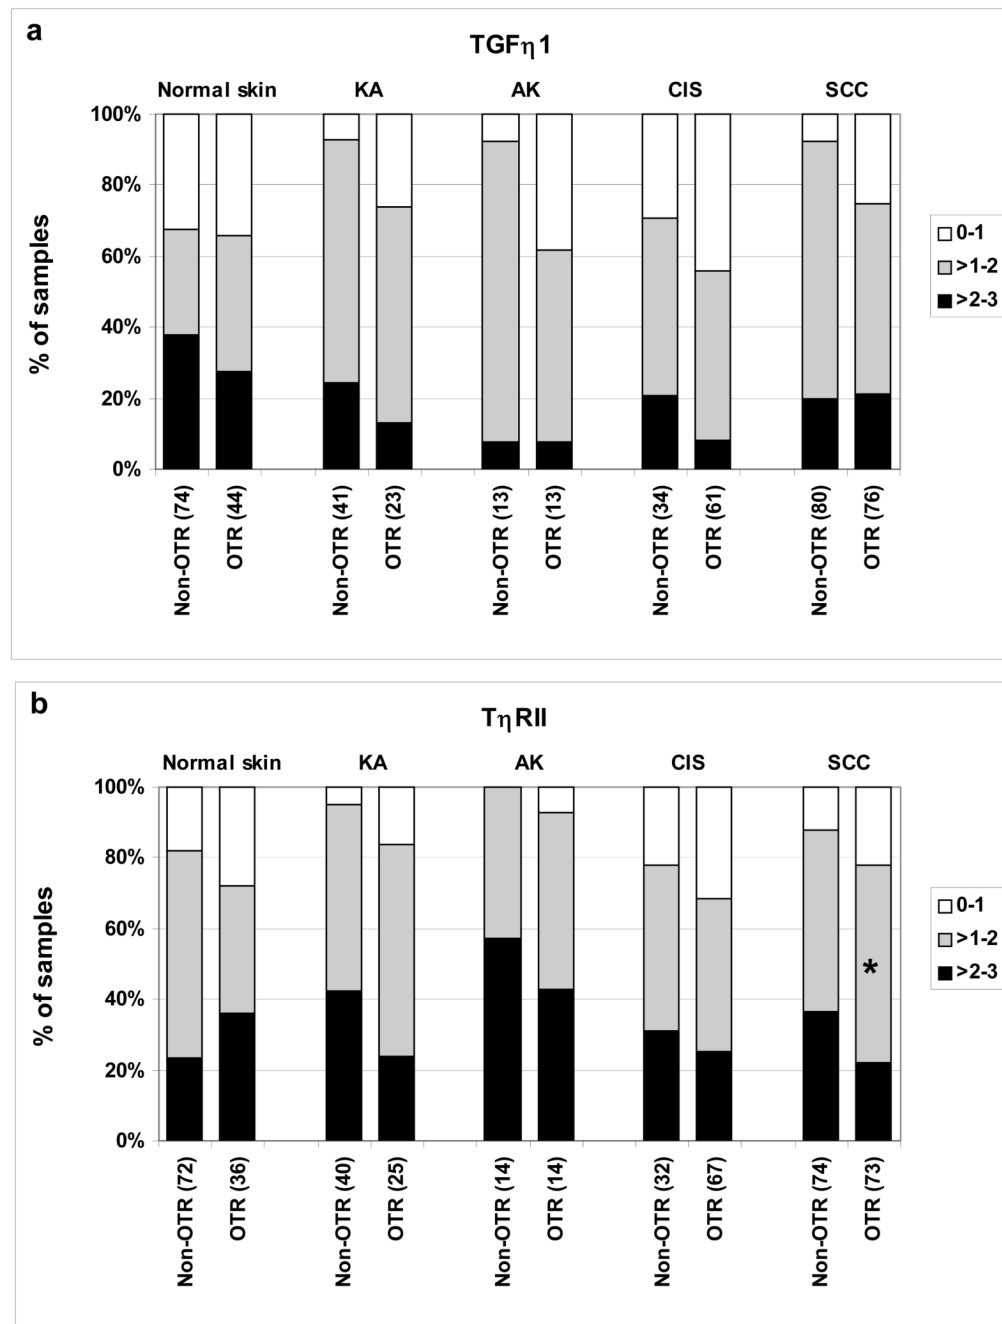 a
TGFη1
Normal skin KA AK CIS SCC
100%
80%
60%
40%
20%
0%
% of samples
0-1
>1-2
>2-3
Non-OTR (74) OTR (44) Non-OTR (41) OTR (23) Non-OTR (13) OTR (13) Non-OTR (34) OTR (61) Non-OTR (80) OTR (76)
b
TηRII
Normal skin KA AK CIS SCC
100%
80%
60%
40%
20%
0%
% of samples
*
0-1
>1-2
>2-3
Non-OTR (72) OTR (36) Non-OTR (40) OTR (25) Non-OTR (14) OTR (14) Non-OTR (32) OTR (67) Non-OTR (74) OTR (73)